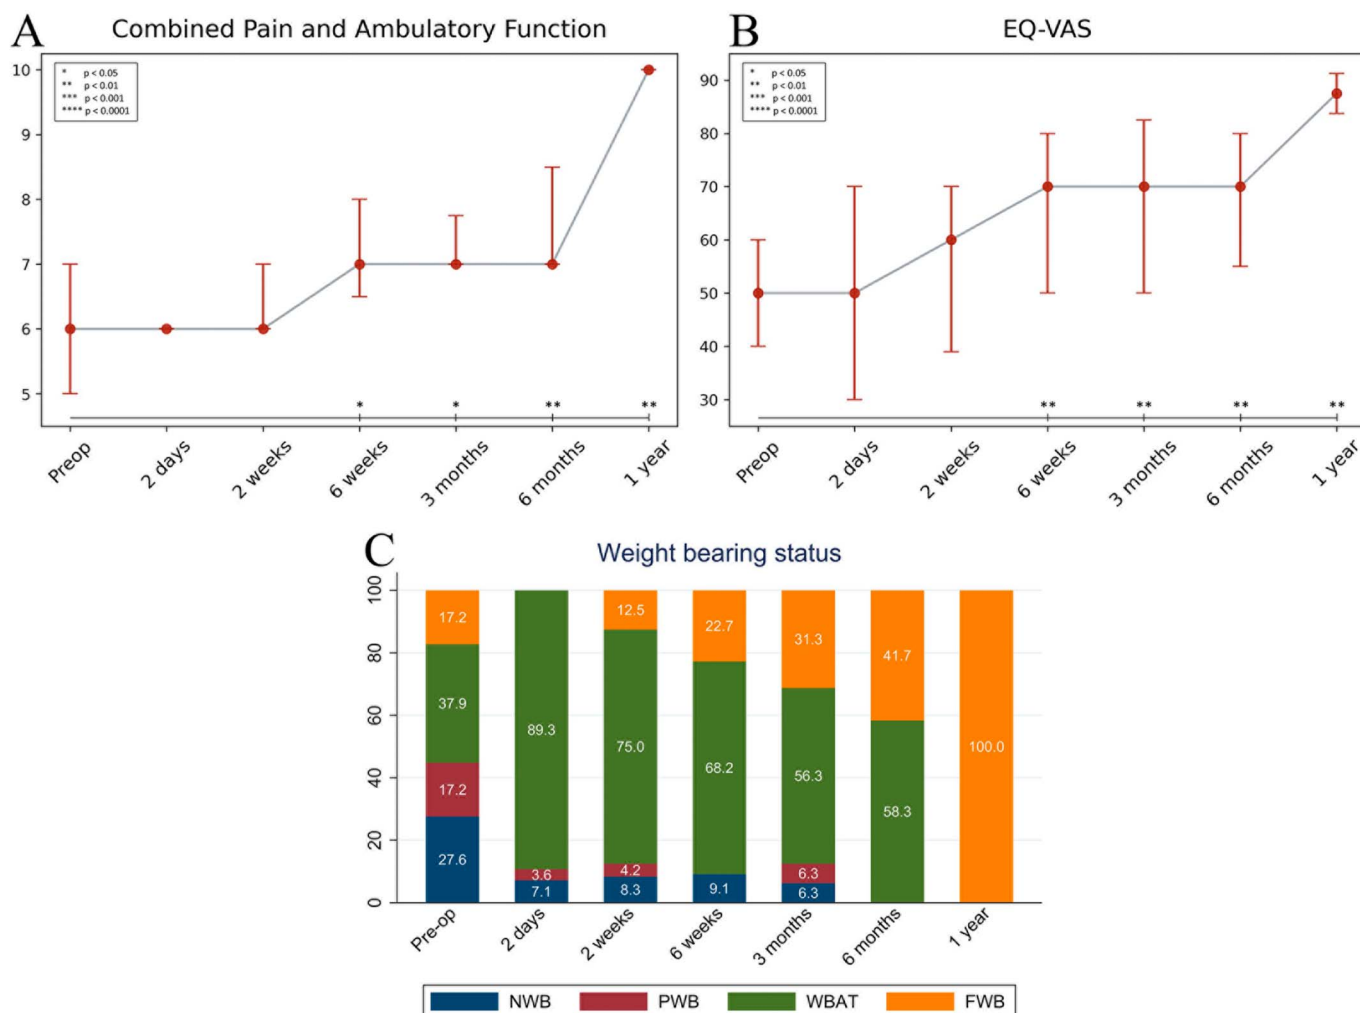 A
Combined Pain and Ambulatory Function
* p < 0.05
** p < 0.01
*** p < 0.001
**** p < 0.0001
10
9
8
7
6
5
* * ** **
Preop 2 days 2 weeks 6 weeks 3 months 6 months 1 year
B
EQ-VAS
* p < 0.05
** p < 0.01
*** p < 0.001
**** p < 0.0001
90
80
70
60
50
40
30
** ** ** **
Preop 2 days 2 weeks 6 weeks 3 months 6 months 1 year
C
Weight bearing status
100
80
60
40
20
0
17.2
37.9
17.2
27.6
89.3
3.6
7.1
12.5
75.0
4.2
8.3
22.7
68.2
9.1
31.3
56.3
6.3
6.3
41.7
58.3
100.0
Pre-op 2 days 2 weeks 6 weeks 3 months 6 months 1 year
NWB PWB WBAT FWB